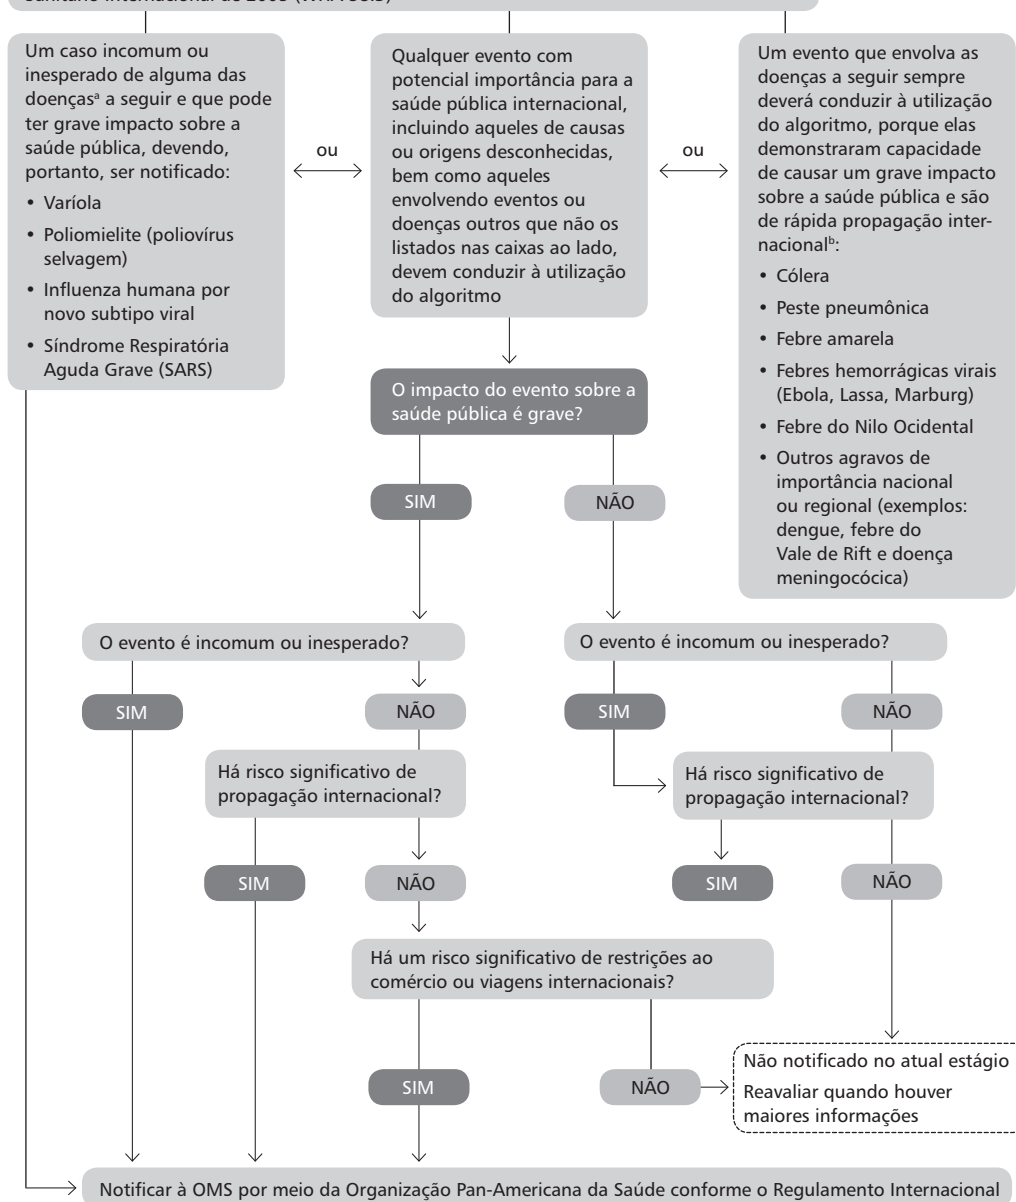 Um caso incomum ou
inesperado de alguma das
doençasª a seguir e que pode
ter grave impacto sobre a
saúde pública, devendo,
portanto, ser notificado:
• Varíola
• Poliomielite (poliovírus
selvagem)
• Influenza humana por
novo subtipo viral
• Síndrome Respiratória
Aguda Grave (SARS)
ou
Qualquer evento com
potencial importância para a
saúde pública internacional,
incluindo aqueles de causas
ou origens desconhecidas,
bem como aqueles
envolvendo eventos ou
doenças outros que não os
listados nas caixas ao lado,
devem conduzir à utilização
do algoritmo
ou
Um evento que envolva as
doenças a seguir sempre
deverá conduzir à utilização
do algoritmo, porque elas
demonstraram capacidade
de causar um grave impacto
sobre a saúde pública e são
de rápida propagação inter-
nacionalᵇ:
• Cólera
• Peste pneumônica
• Febre amarela
• Febres hemorrágicas virais
(Ebola, Lassa, Marburg)
• Febre do Nilo Ocidental
• Outros agravos de
importância nacional
ou regional (exemplos:
dengue, febre do
Vale de Rift e doença
meningocócica)
O impacto do evento sobre a
saúde pública é grave?
SIM
NÃO
O evento é incomum ou inesperado?
O evento é incomum ou inesperado?
SIM
NÃO
SIM
NÃO
Há risco significativo de
propagação internacional?
Há risco significativo de
propagação internacional?
SIM
NÃO
SIM
NÃO
Há um risco significativo de restrições ao
comércio ou viagens internacionais?
SIM
NÃO
Não notificado no atual estágio
Reavaliar quando houver
maiores informações
Notificar à OMS por meio da Organização Pan-Americana da Saúde conforme o Regulamento Internacional